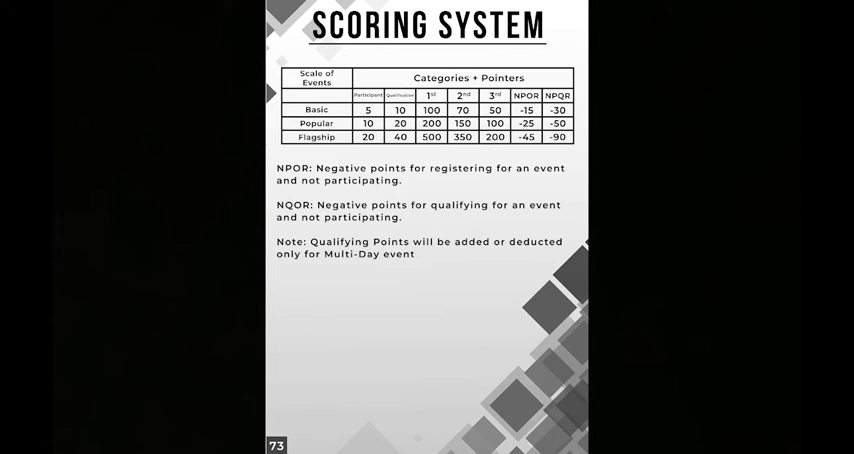 SCORING SYSTEM
Scale of Events Categories + Pointers
Participant Qualification 1st 2nd 3rd NPOR NPQR
Basic 5 10 100 70 50 -15 -30
Popular 10 20 200 150 100 -25 -50
Flagship 20 40 500 350 200 -45 -90
NPOR: Negative points for registering for an event
and not participating.
NQOR: Negative points for qualifying for an event
and not participating.
Note: Qualifying Points will be added or deducted
only for Multi-Day event
73